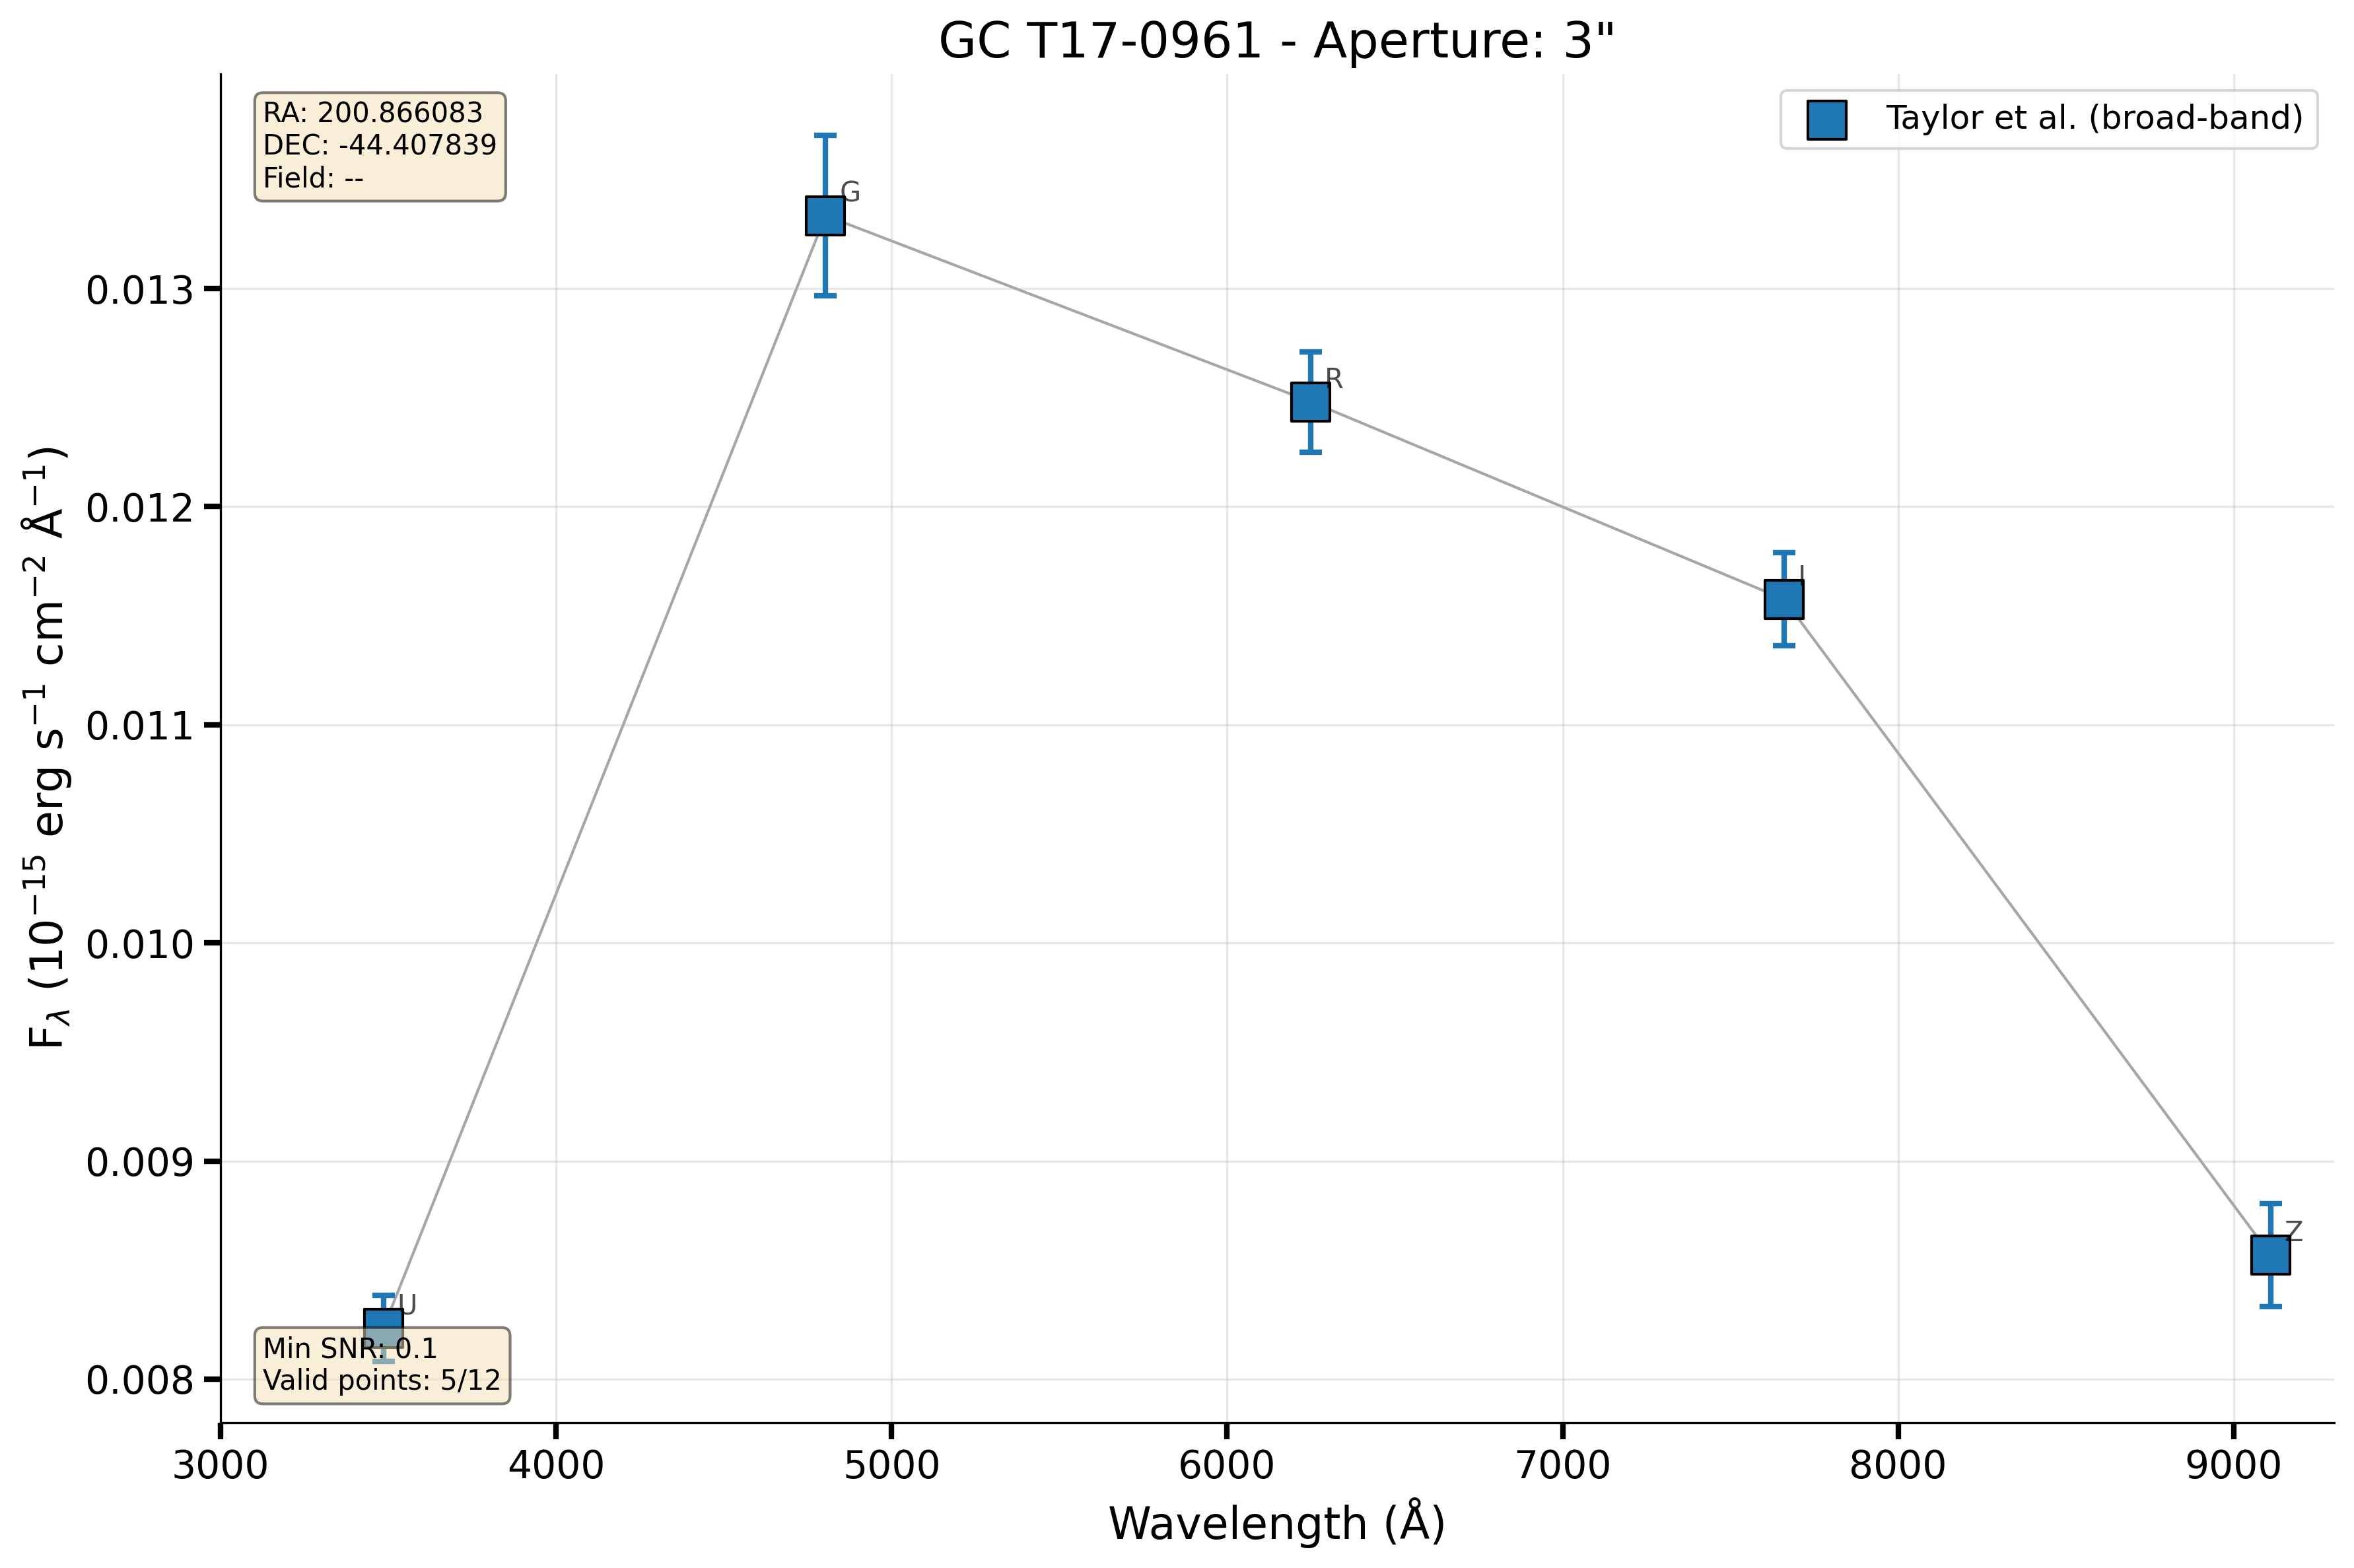 GC T17-0961 - Aperture: 3"
RA: 200.866083
DEC: -44.407839
Field: --
Taylor et al. (broad-band)
G
R
I
Z
U
Min SNR: 0.1
Valid points: 5/12
0.013
0.012
0.011
0.010
0.009
0.008
F_λ (10⁻¹⁵ erg s⁻¹ cm⁻² Å⁻¹)
3000 4000 5000 6000 7000 8000 9000
Wavelength (Å)